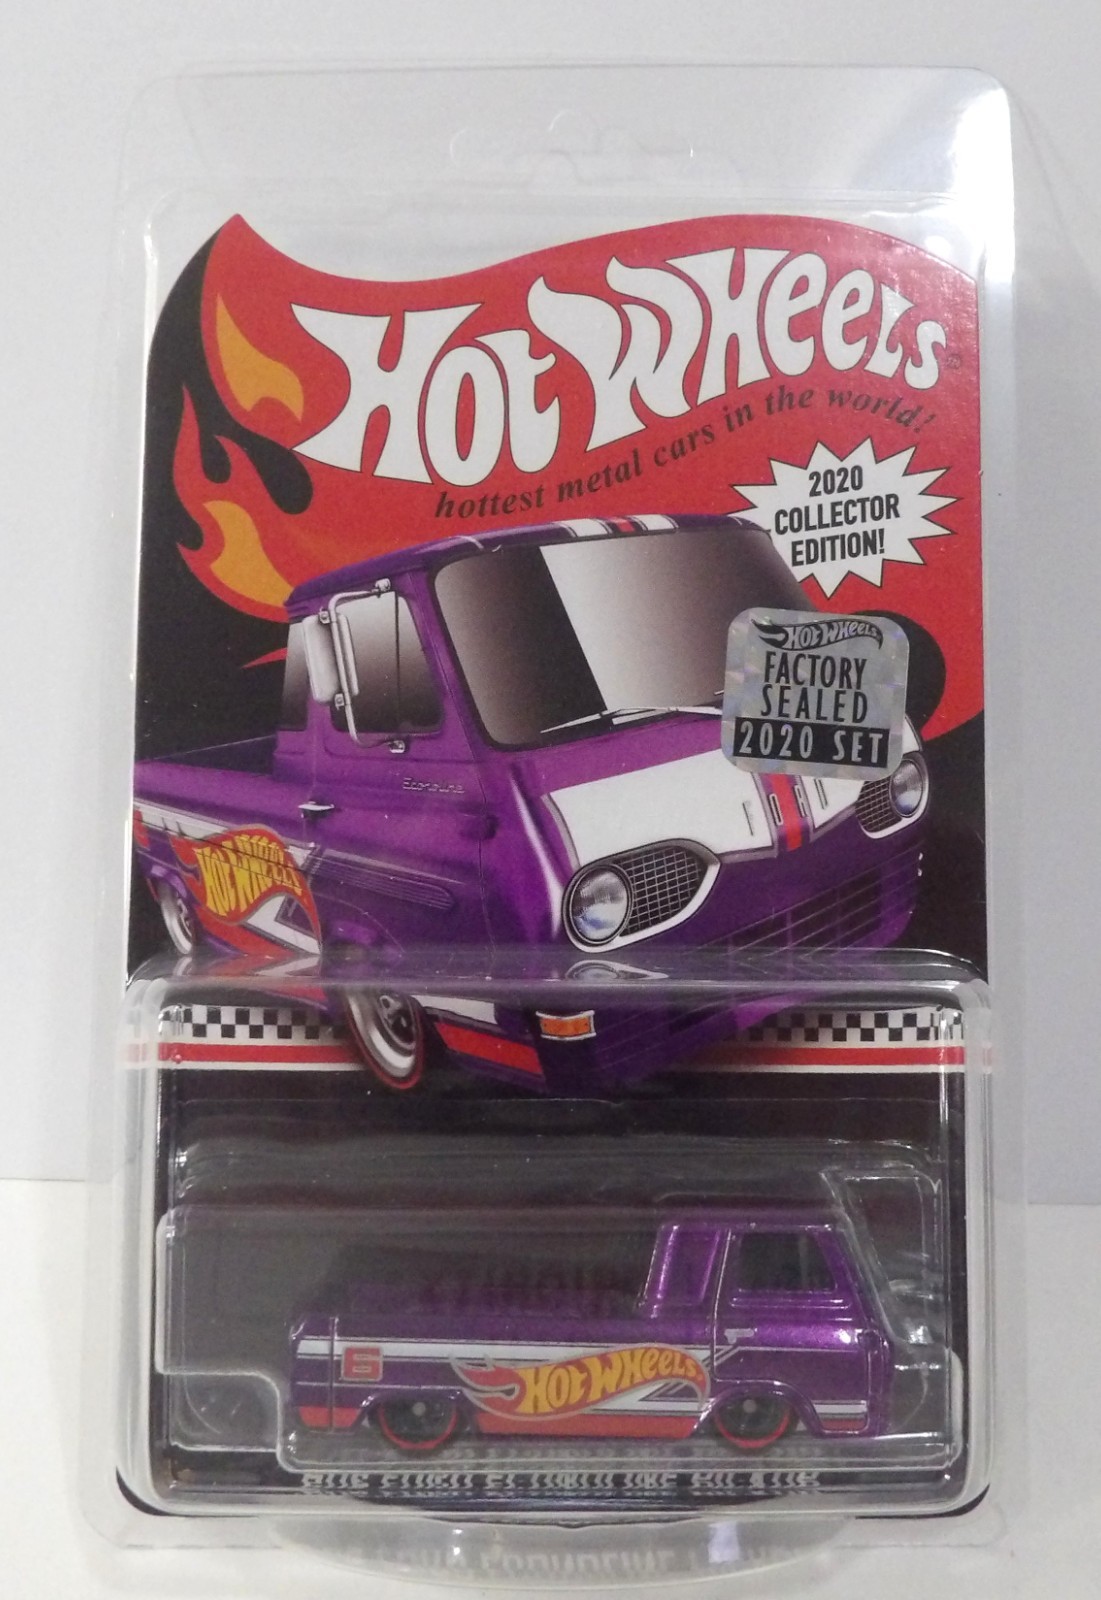 HOT WHEELS
hottest metal cars in the world!
2020
COLLECTOR
EDITION!
HOT WHEELS
FACTORY
SEALED
2020 SET
Econoline
FORD
HOT WHEELS
6
HOT WHEELS